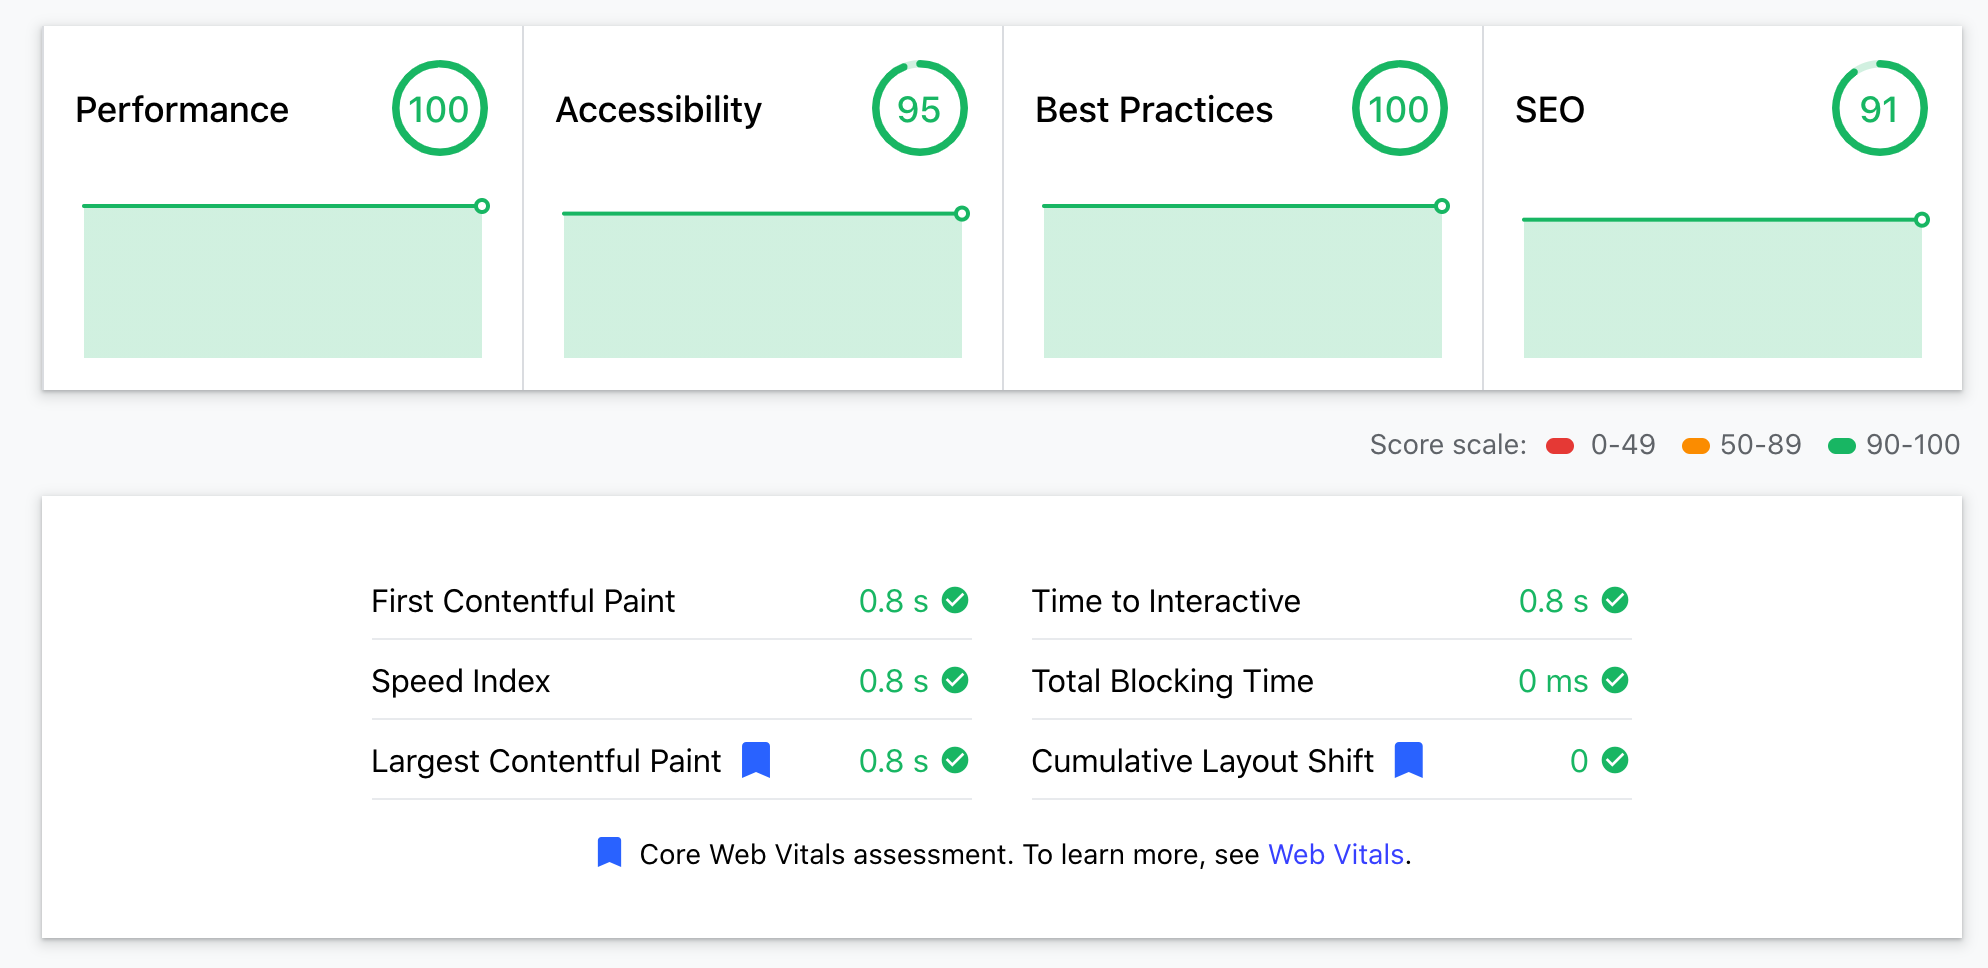 Performance 100
Accessibility 95
Best Practices 100
SEO 91
Score scale: 0-49 50-89 90-100
First Contentful Paint 0.8 s
Time to Interactive 0.8 s
Speed Index 0.8 s
Total Blocking Time 0 ms
Largest Contentful Paint 0.8 s
Cumulative Layout Shift 0
Core Web Vitals assessment. To learn more, see Web Vitals.